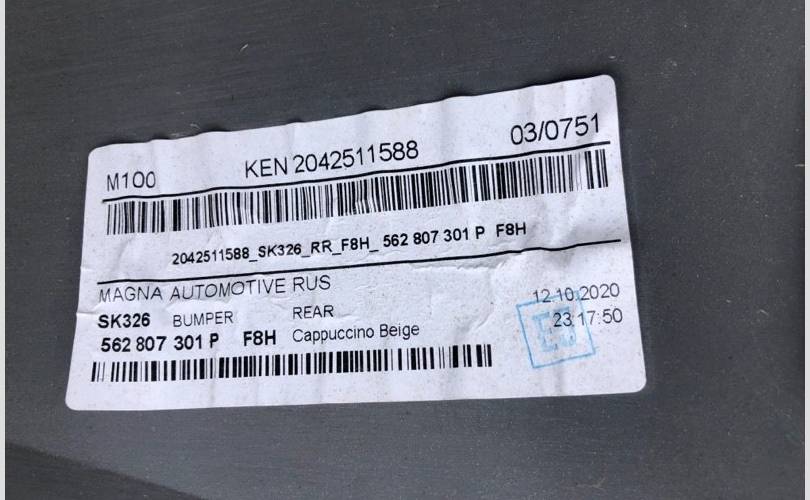 M100 KEN 2042511588 03/0751
2042511588_SK326_RR_F8H_ 562 807 301 P F8H
MAGNA AUTOMOTIVE RUS
12.10.2020
SK326 BUMPER REAR
23:17:50
562 807 301 P F8H Cappuccino Beige